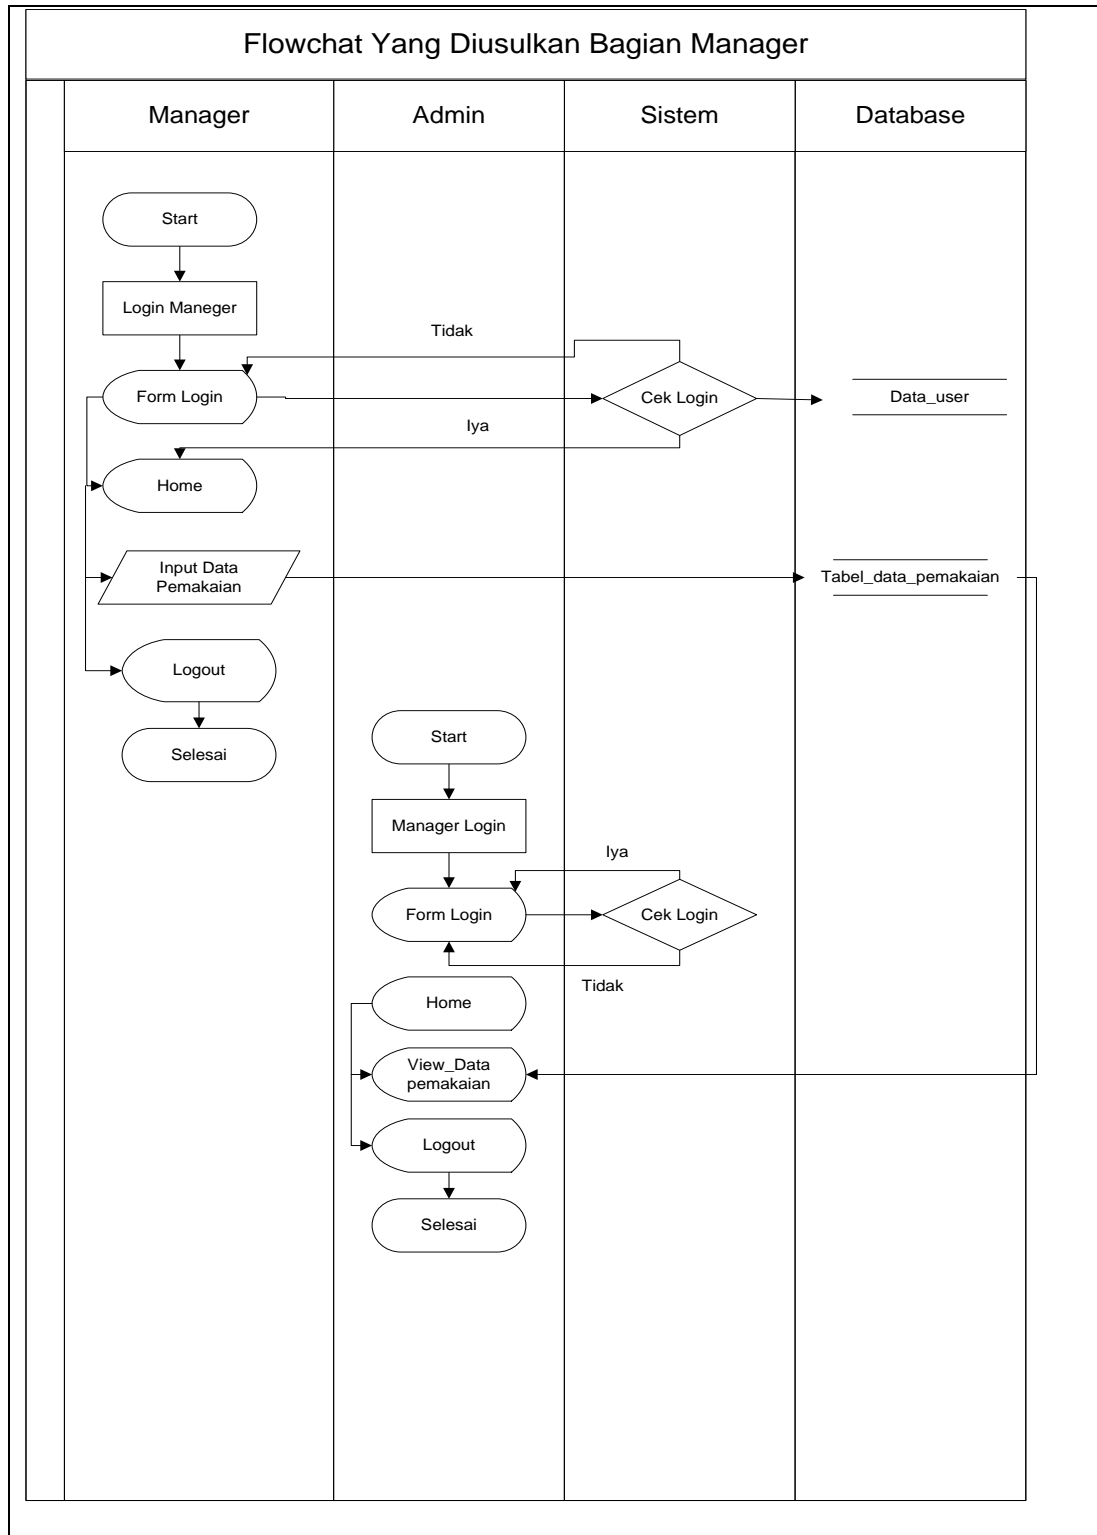 Flowchat Yang Diusulkan Bagian Manager
Manager
Admin
Sistem
Database
Start
Login Maneger
Tidak
Form Login
Cek Login
Data_user
Iya
Home
Input Data
Pemakaian
Tabel_data_pemakaian
Logout
Selesai
Start
Manager Login
Iya
Form Login
Cek Login
Tidak
Home
View_Data
pemakaian
Logout
Selesai